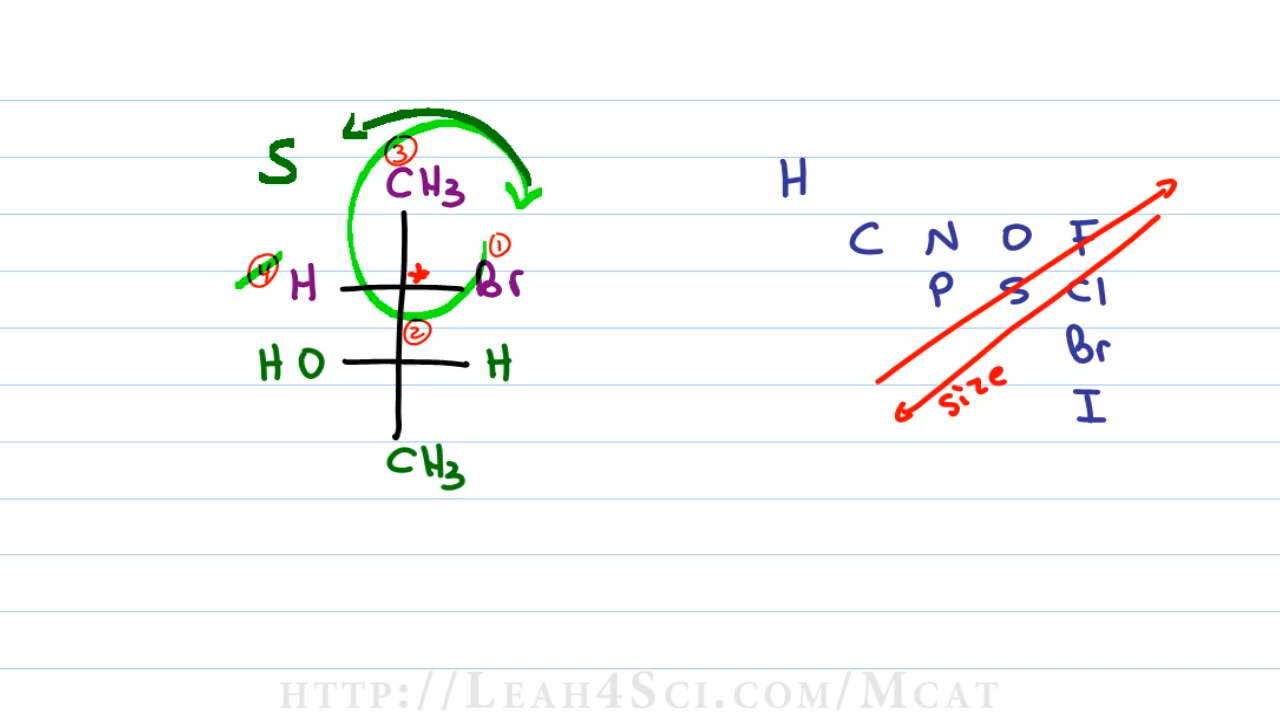 S
③
CH3
①
④ H Br
②
HO H
CH3
H
C N O F
P S Cl
Br
I
size
HTTP://LEAH4SCI.COM/MCAT